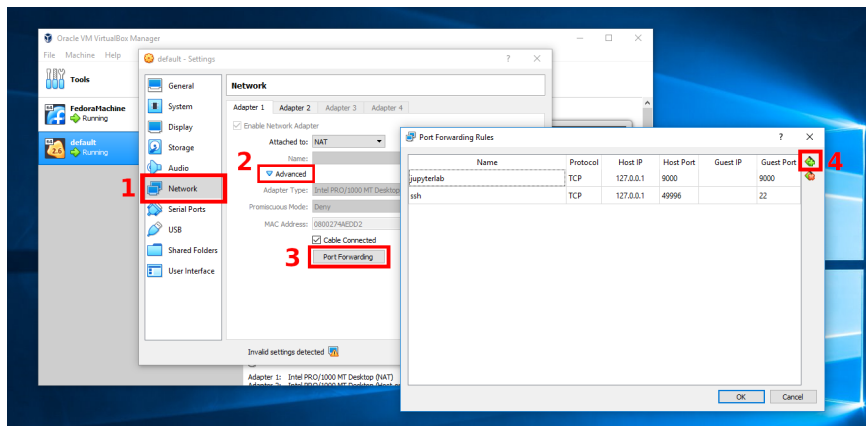 Oracle VM VirtualBox Manager
File Machine Help
Tools
64
FedoraMachine
Running
64
2.6
default
Running
default - Settings
?
General
System
Display
Storage
Audio
1
Network
Serial Ports
USB
Shared Folders
User Interface
Network
Adapter 1 Adapter 2 Adapter 3 Adapter 4
Enable Network Adapter
Attached to: NAT
2
Name:
Advanced
Adapter Type: Intel PRO/1000 MT Desktop
Promiscuous Mode: Deny
MAC Address: 0800274AEDD2
Cable Connected
3
Port Forwarding
Invalid settings detected
Adapter 1: Intel PRO/1000 MT Desktop (NAT)
Port Forwarding Rules
?
Name Protocol Host IP Host Port Guest IP Guest Port
4
jupyterlab TCP 127.0.0.1 9000 9000
ssh TCP 127.0.0.1 49996 22
OK Cancel